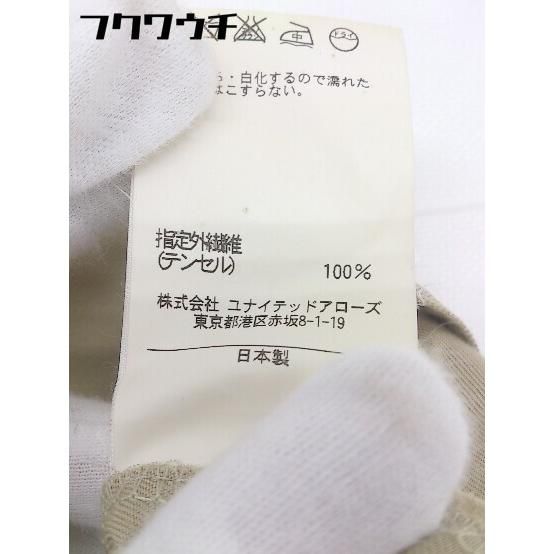 フクワウチ
中
ドライ
・白化するので濡れた
はこすらない。
指定外繊維
(テンセル) 100%
株式会社 ユナイテッドアローズ
東京都港区赤坂8-1-19
日本製